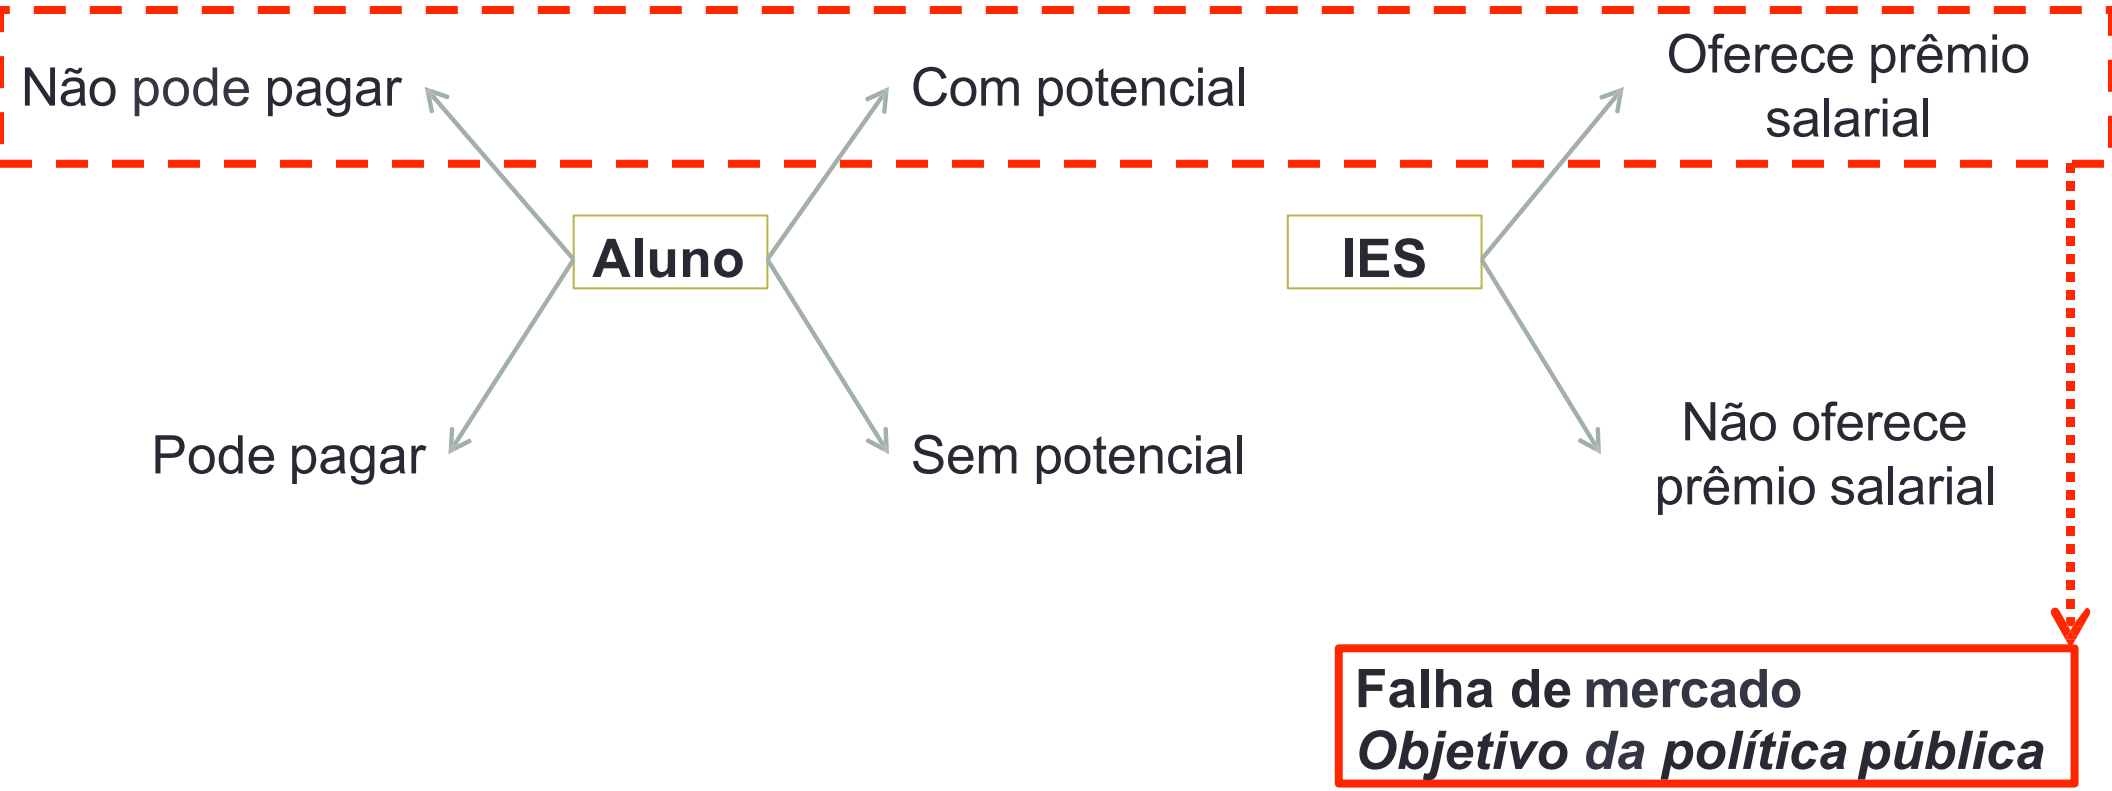 Não pode pagar
Com potencial
Oferece prêmio
salarial
Aluno
IES
Pode pagar
Sem potencial
Não oferece
prêmio salarial
Falha de mercado
Objetivo da política pública